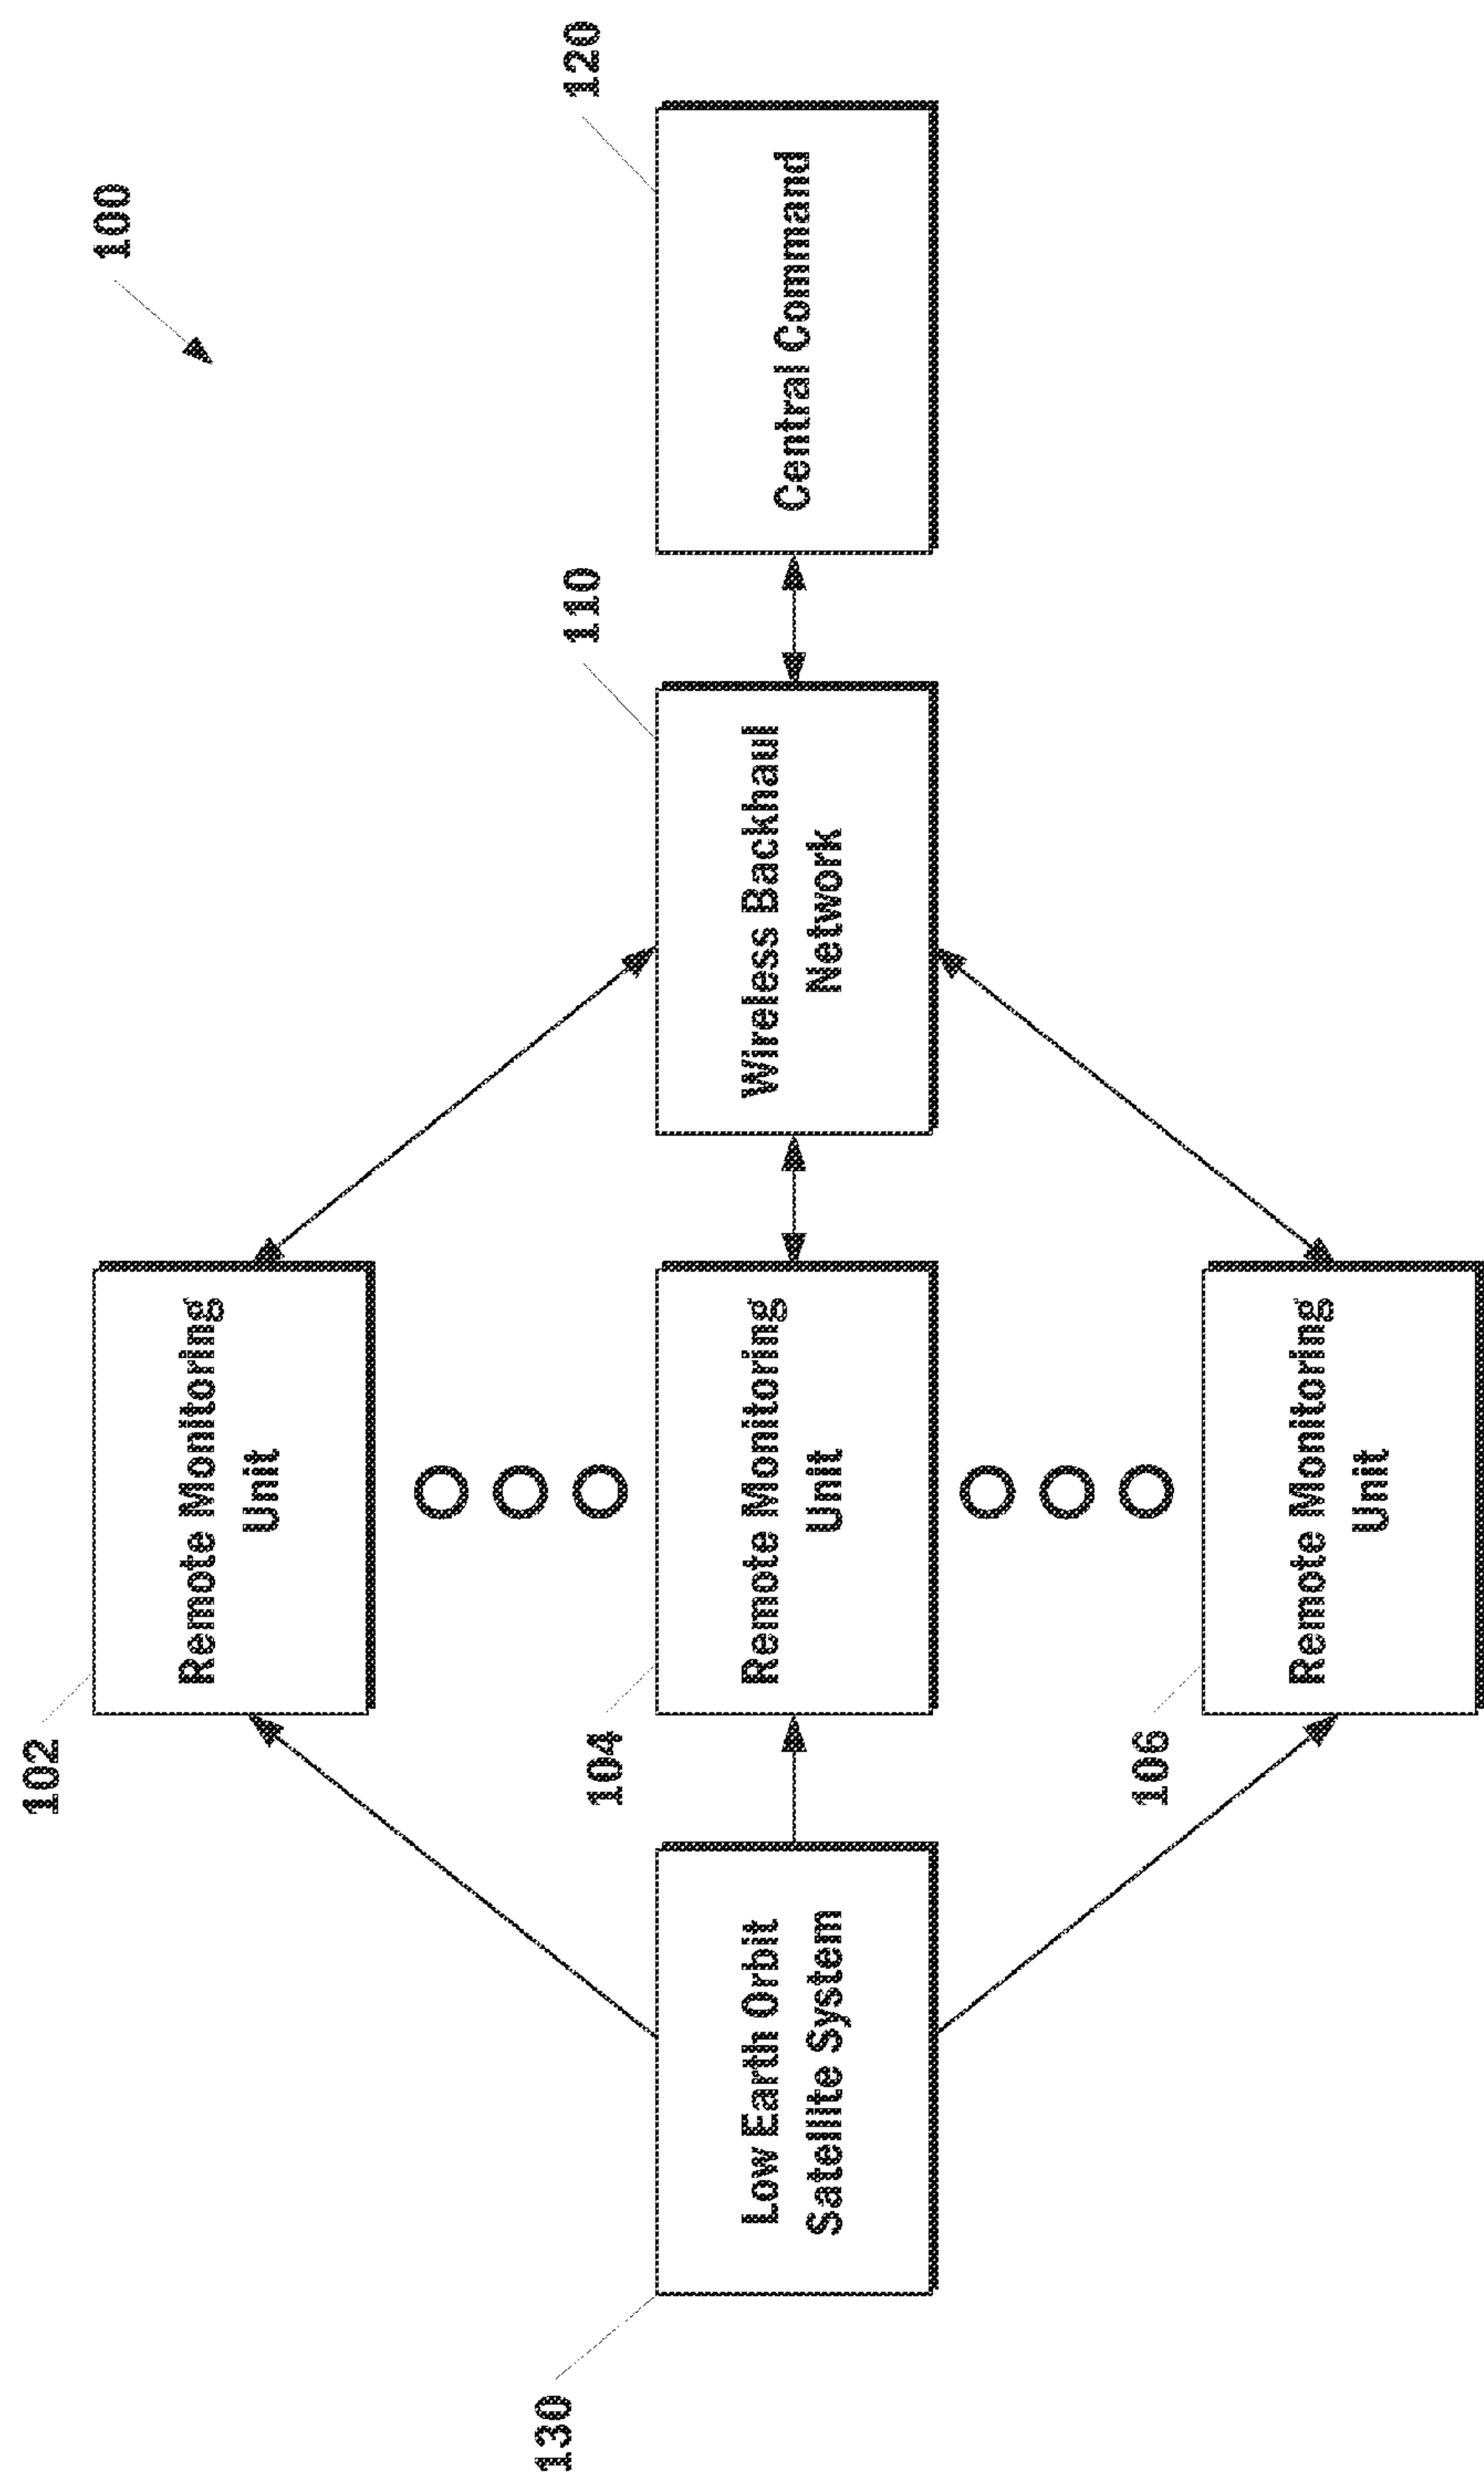 100
102
Remote Monitoring
Unit
130
Low Earth Orbit
Satellite System
104
Remote Monitoring
Unit
110
Wireless Backhaul
Network
120
Central Command
106
Remote Monitoring
Unit